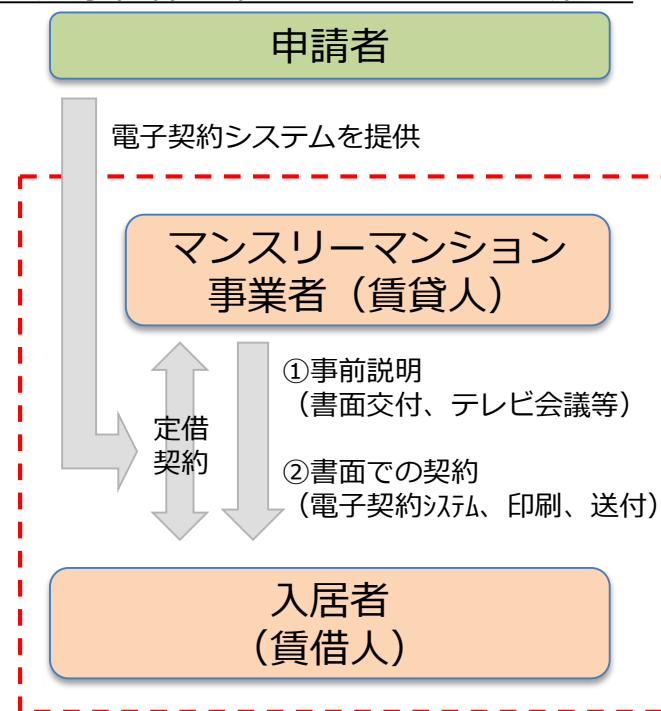 申請者
電子契約システムを提供
マンスリーマンション
事業者（賃貸人）
①事前説明
（書面交付、テレビ会議等）
定借
契約
②書面での契約
（電子契約ｼｽﾃﾑ、印刷、送付）
入居者
（賃借人）